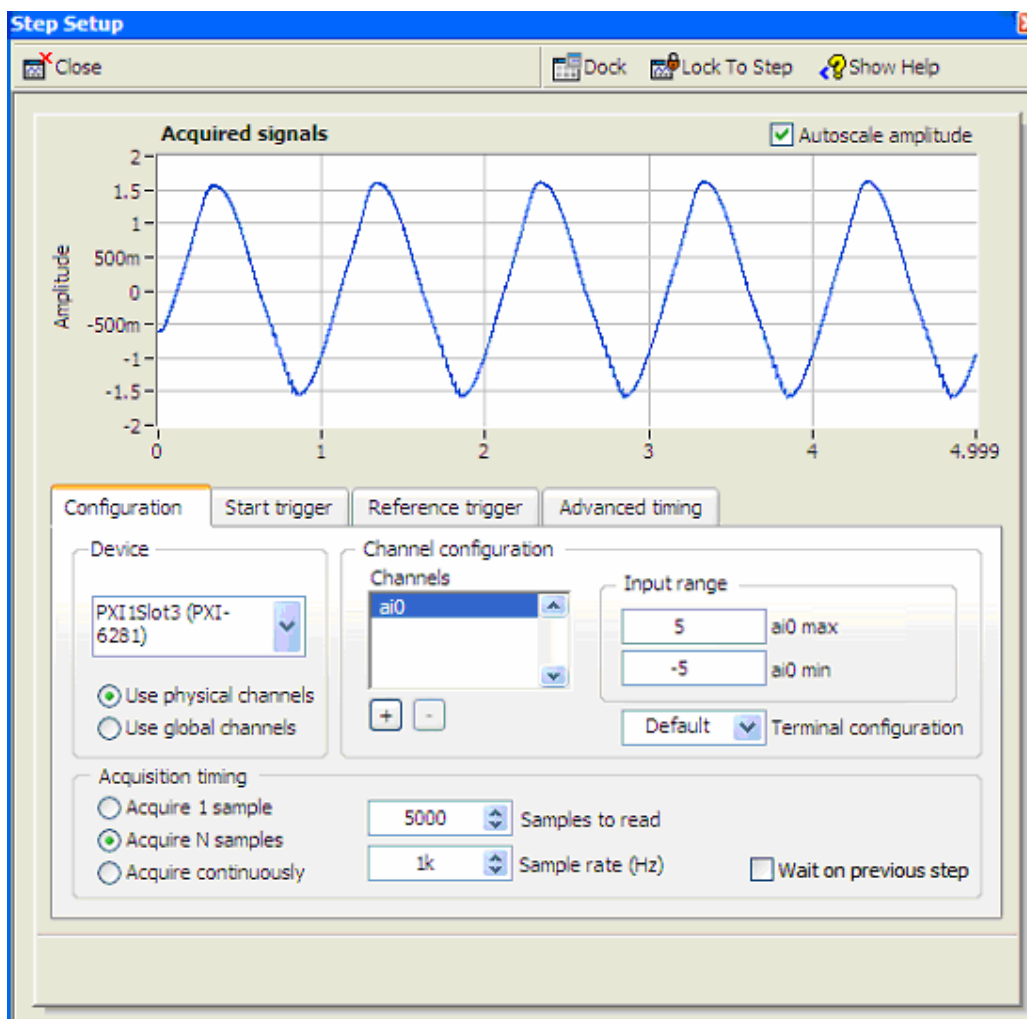 Step Setup
Close
Dock
Lock To Step
Show Help
Acquired signals
Autoscale amplitude
Amplitude
2
1.5
1
500m
0
-500m
-1
-1.5
-2
0
1
2
3
4
4.999
Configuration
Start trigger
Reference trigger
Advanced timing
Device
PXI1Slot3 (PXI-
6281)
Use physical channels
Use global channels
Channel configuration
Channels
ai0
+
-
Input range
5
ai0 max
-5
ai0 min
Default
Terminal configuration
Acquisition timing
Acquire 1 sample
Acquire N samples
Acquire continuously
5000
Samples to read
1k
Sample rate (Hz)
Wait on previous step